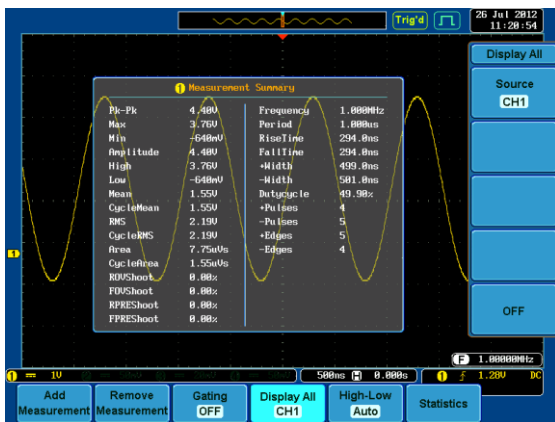 Trig'd
26 Jul 2012
11:20:54
Display All
Source
CH1
OFF
1 Measurement Summary
Pk-Pk 4.40V
Max 3.76V
Min -640mV
Amplitude 4.40V
High 3.76V
Low -640mV
Mean 1.55V
CycleMean 1.55V
RMS 2.19V
CycleRMS 2.19V
Area 7.75uVs
CycleArea 1.55uVs
ROVShoot 0.00%
FOVShoot 0.00%
RPREShoot 0.00%
FPREShoot 0.00%
Frequency 1.000MHz
Period 1.000us
RiseTime 294.0ns
FallTime 294.0ns
+Width 499.0ns
-Width 501.0ns
Dutycycle 49.90%
+Pulses 4
-Pulses 5
+Edges 5
-Edges 4
1
F 1.00000MHz
1 1V
500ns H 0.000s
1 1.28V DC
Add Measurement
Remove Measurement
Gating OFF
Display All CH1
High-Low Auto
Statistics